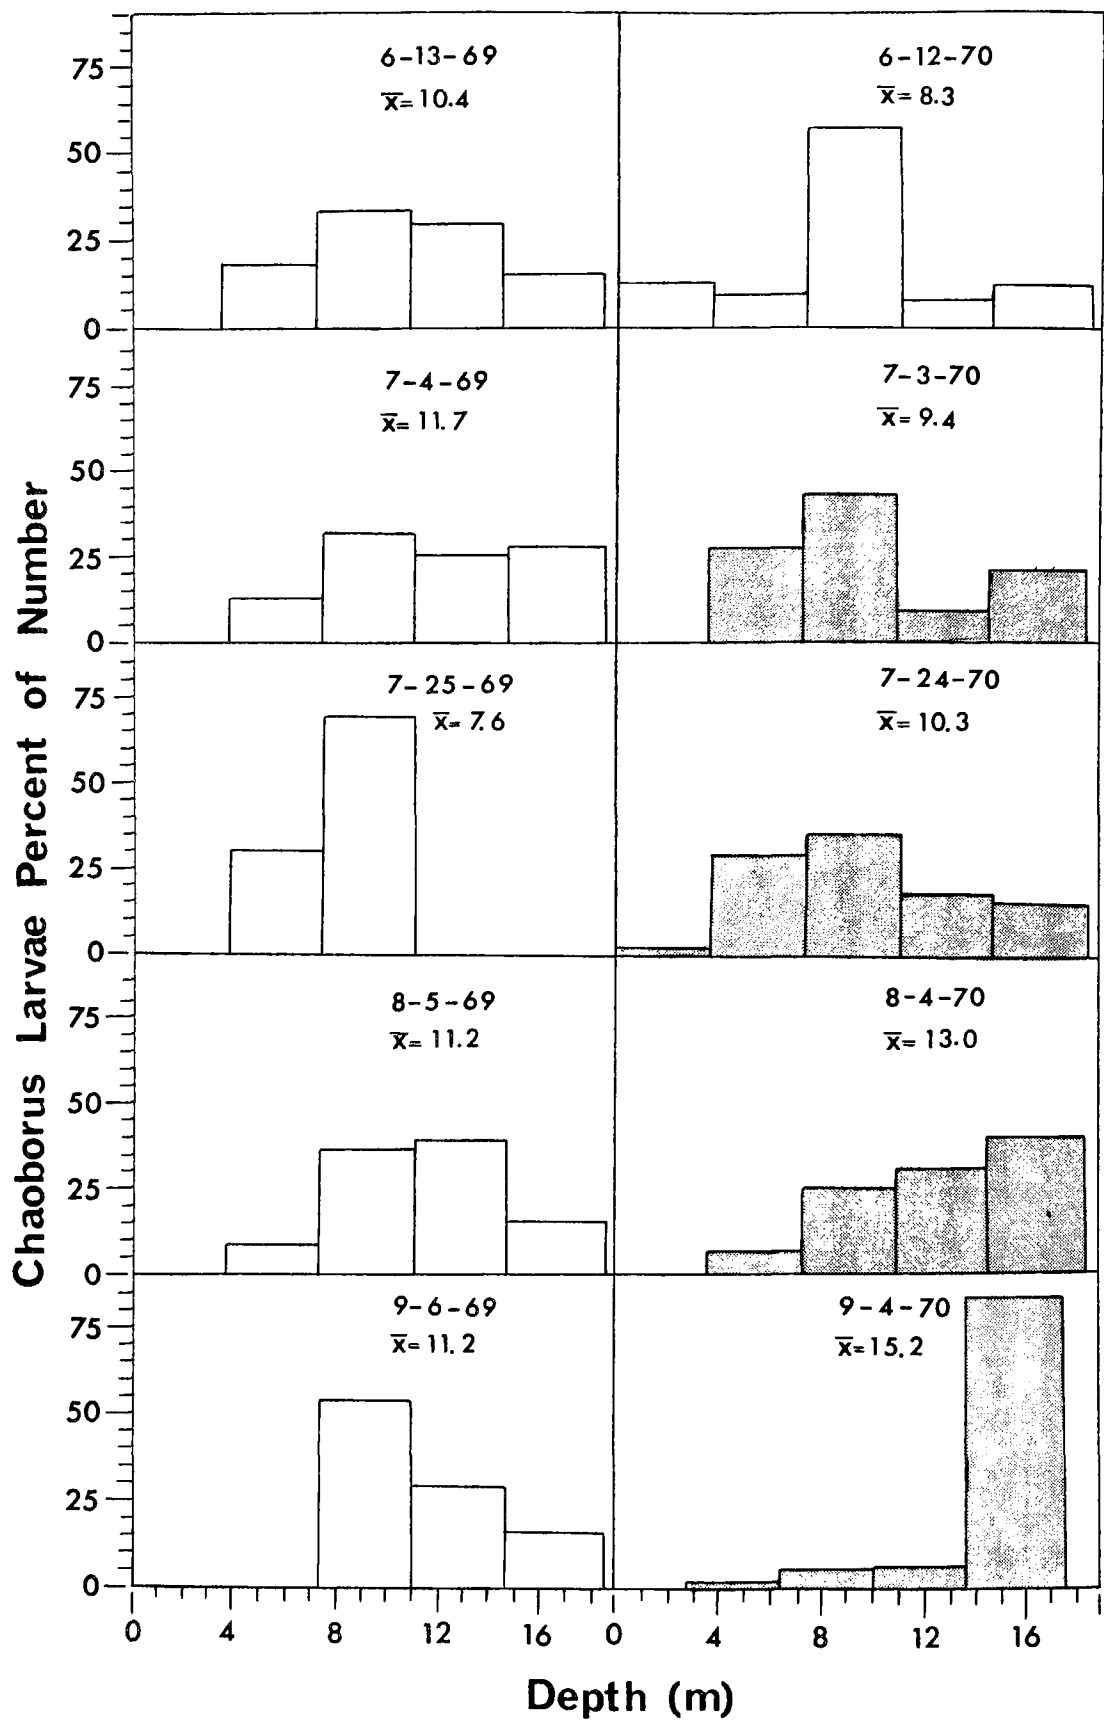 Chaoborus Larvae Percent of Number
6-13-69
x̄= 10.4
75
50
25
0
6-12-70
x̄= 8.3
7-4-69
x̄= 11.7
75
50
25
0
7-3-70
x̄= 9.4
7-25-69
x̄= 7.6
75
50
25
0
7-24-70
x̄= 10.3
8-5-69
x̄= 11.2
75
50
25
0
8-4-70
x̄= 13.0
9-6-69
x̄= 11.2
75
50
25
0
9-4-70
x̄= 15.2
0 4 8 12 16 0 4 8 12 16
Depth (m)